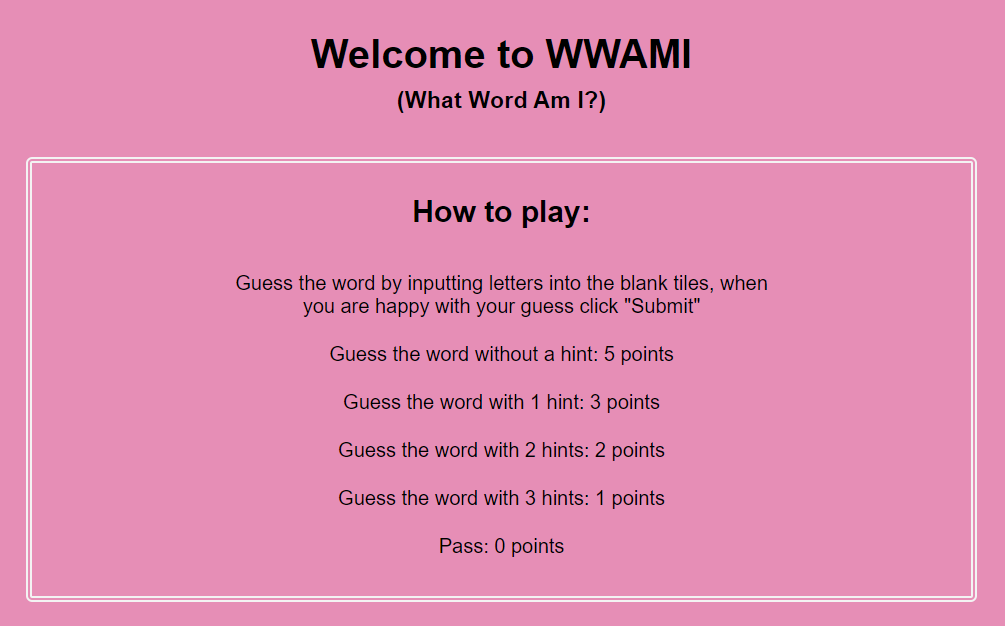 Welcome to WWAMI
(What Word Am I?)
How to play:
Guess the word by inputting letters into the blank tiles, when
you are happy with your guess click "Submit"
Guess the word without a hint: 5 points
Guess the word with 1 hint: 3 points
Guess the word with 2 hints: 2 points
Guess the word with 3 hints: 1 points
Pass: 0 points